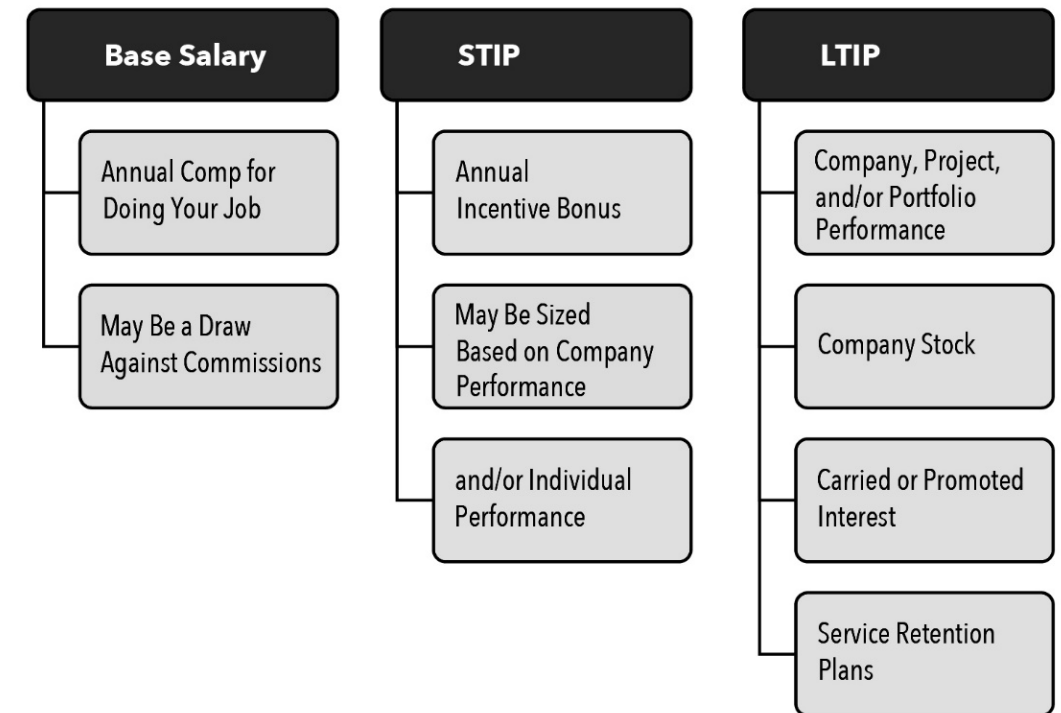 Base Salary
Annual Comp for
Doing Your Job
May Be a Draw
Against Commissions
STIP
Annual
Incentive Bonus
May Be Sized
Based on Company
Performance
and/or Individual
Performance
LTIP
Company, Project,
and/or Portfolio
Performance
Company Stock
Carried or Promoted
Interest
Service Retention
Plans